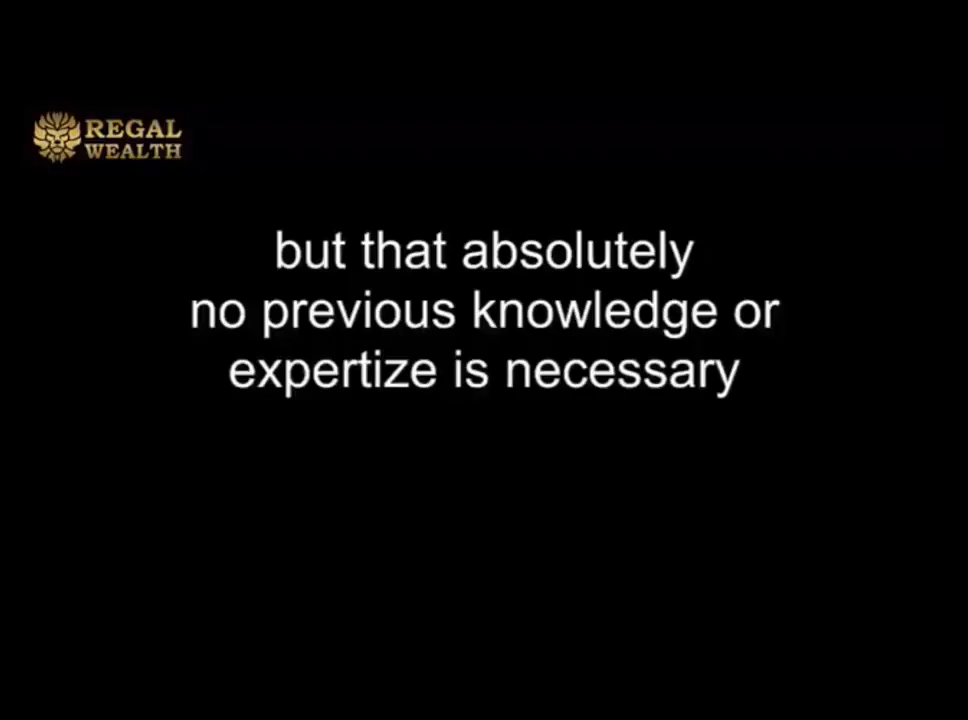 REGAL
WEALTH
but that absolutely
no previous knowledge or
expertize is necessary